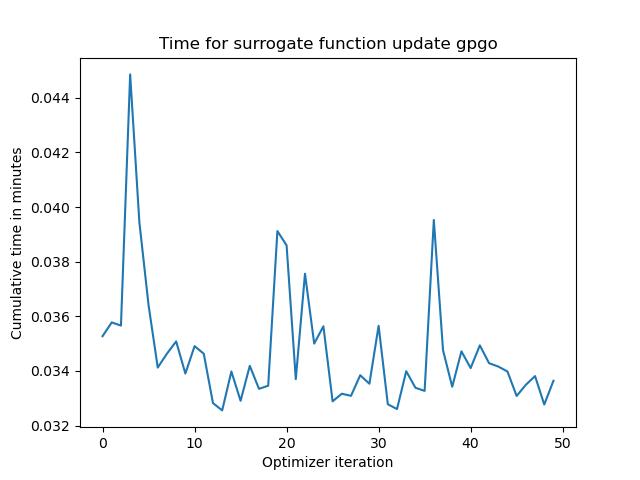 Time for surrogate function update gpgo
Cumulative time in minutes
0.044
0.042
0.040
0.038
0.036
0.034
0.032
0 10 20 30 40 50
Optimizer iteration